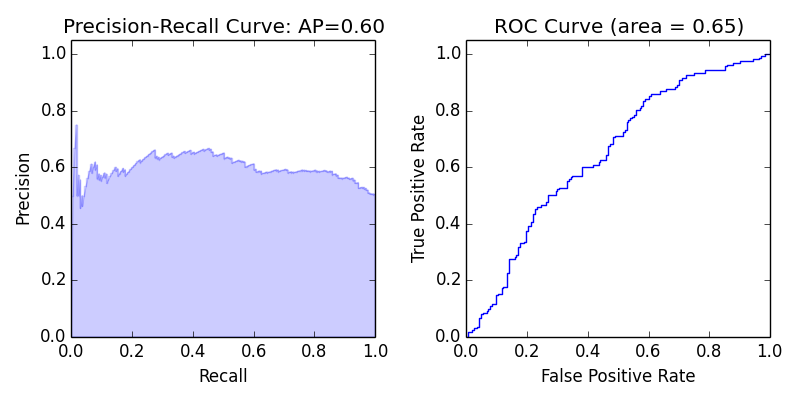 Precision-Recall Curve: AP=0.60
1.0
0.8
0.6
0.4
0.2
0.0
Precision
0.0 0.2 0.4 0.6 0.8 1.0
Recall
ROC Curve (area = 0.65)
1.0
0.8
0.6
0.4
0.2
0.0
True Positive Rate
0.0 0.2 0.4 0.6 0.8 1.0
False Positive Rate